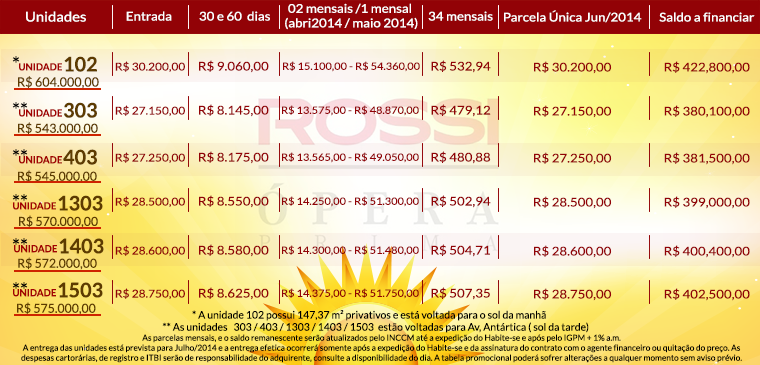 Unidades Entrada 30 e 60 dias 02 mensais /1 mensal (abri2014 / maio 2014) 34 mensais Parcela Única Jun/2014 Saldo a financiar
*UNIDADE 102 R$ 30.200,00 R$ 9.060,00 R$ 15.100,00 - R$ 54.360,00 R$ 532,94 R$ 30.200,00 R$ 422,800,00
R$ 604.000,00
**UNIDADE 303 R$ 27.150,00 R$ 8.145,00 R$ 13.575,00 - R$ 48.870,00 R$ 479,12 R$ 27.150,00 R$ 380,100,00
R$ 543.000,00
ROSSI
**UNIDADE 403 R$ 27.250,00 R$ 8.175,00 R$ 13.565,00 - R$ 49.050,00 R$ 480,88 R$ 27.250,00 R$ 381,500,00
R$ 545.000,00
**UNIDADE 1303 R$ 28.500,00 R$ 8.550,00 R$ 14.250,00 - R$ 51.300,00 R$ 502,94 R$ 28.500,00 R$ 399,000,00
R$ 570.000,00
ÓPERA
PRIMA
**UNIDADE 1403 R$ 28.600,00 R$ 8.580,00 R$ 14.300,00 - R$ 51.480,00 R$ 504,71 R$ 28.600,00 R$ 400,400,00
R$ 572.000,00
**UNIDADE 1503 R$ 28.750,00 R$ 8.625,00 R$ 14.375,00 - R$ 51.750,00 R$ 507,35 R$ 28.750,00 R$ 402,500,00
R$ 575.000,00
* A unidade 102 possui 147,37 m² privativos e está voltada para o sol da manhã
** As unidades 303 / 403 / 1303 / 1403 / 1503 estão voltadas para Av, Antártica ( sol da tarde)
As parcelas mensais, e o saldo remanescente serão atualizados pelo INCCM até a expedição do Habite-se e após pelo IGPM + 1% a.m.
A entrega das unidades está prevista para Julho/2014 e a entrega efetica ocorrerá somente após a expedição do Habite-se e da assinatura do contrato com o agente financeiro ou quitação do preço. As
despesas cartorárias, de registro e ITBI serão de responsabilidade do adquirente, consulte a disponibilidade do dia. A tabela promocional poderá sofrer alterações a qualquer momento sem aviso prévio.